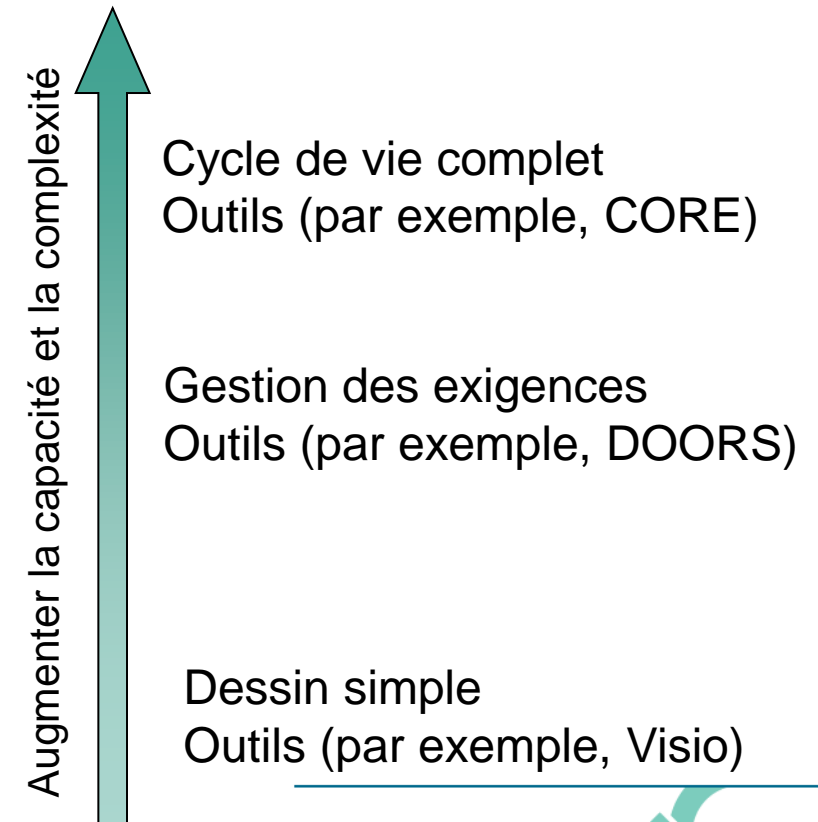 Augmenter la capacité et la complexité
Cycle de vie complet
Outils (par exemple, CORE)
Gestion des exigences
Outils (par exemple, DOORS)
Dessin simple
Outils (par exemple, Visio)